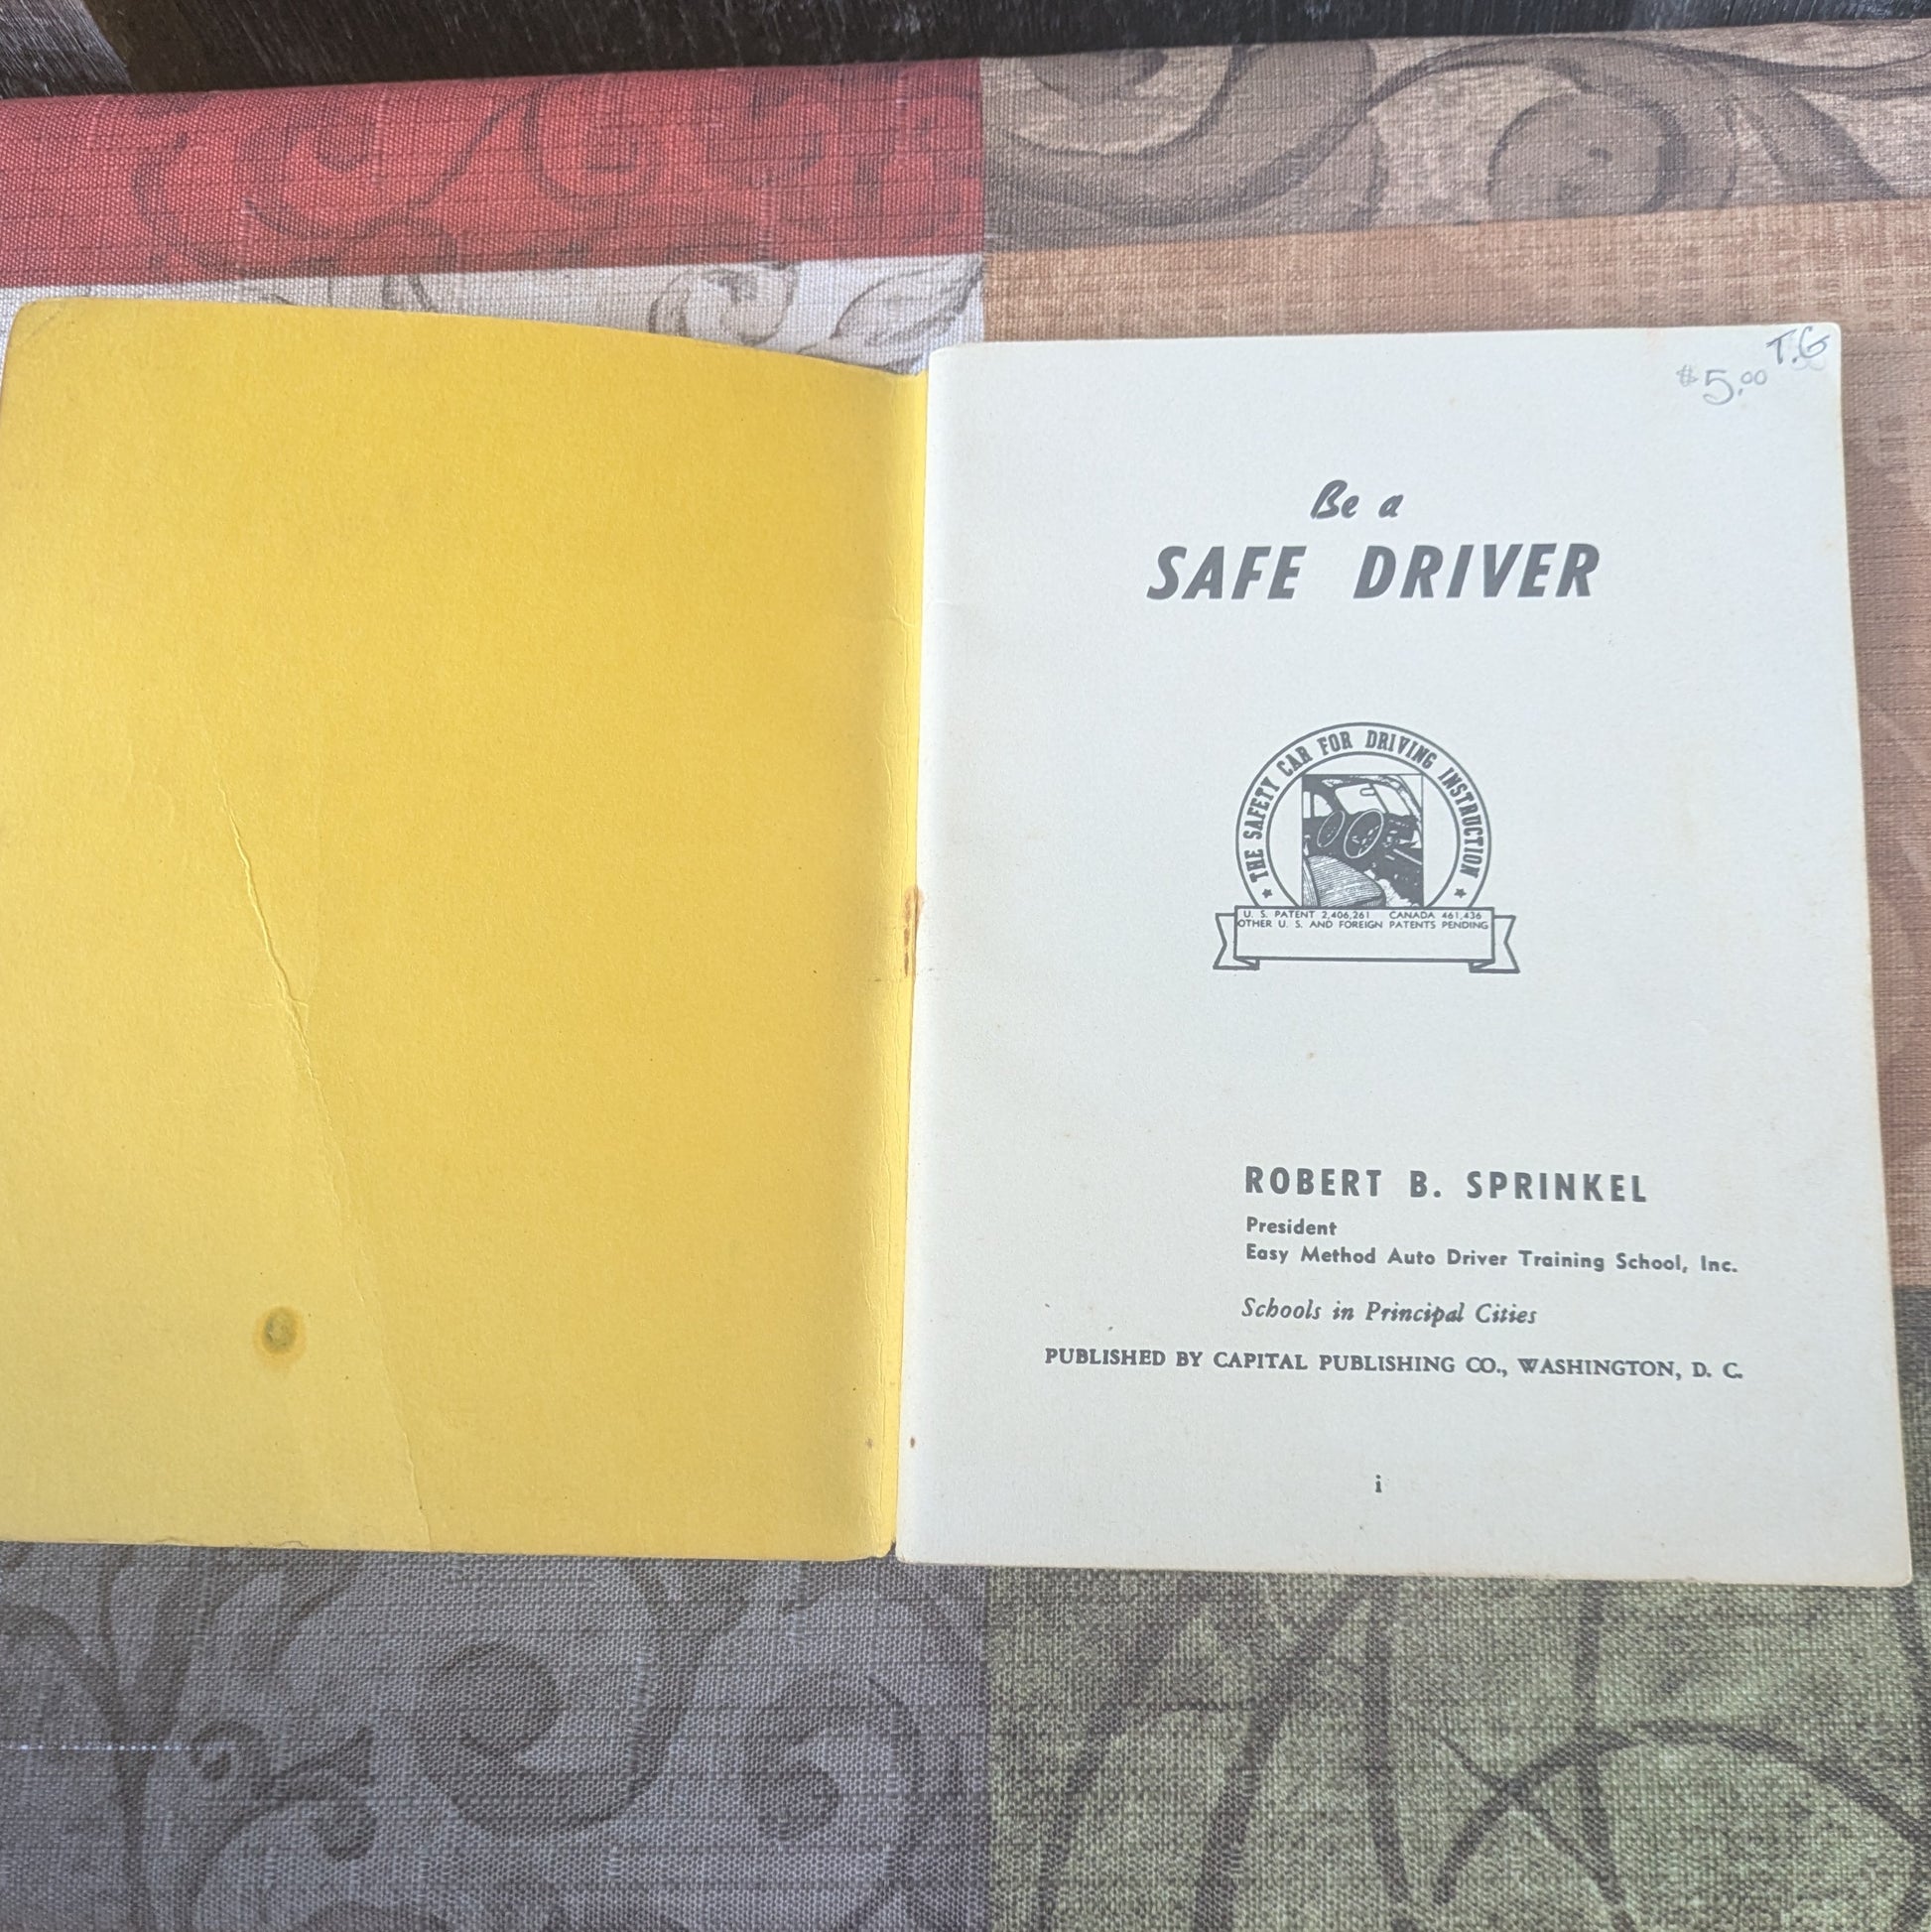 T.G
$5.00
Be a
SAFE DRIVER
★ THE SAFETY CAR FOR DRIVING INSTRUCTION ★
U. S. PATENT 2,406,261 CANADA 461,436
OTHER U. S. AND FOREIGN PATENTS PENDING
ROBERT B. SPRINKEL
President
Easy Method Auto Driver Training School, Inc.
Schools in Principal Cities
PUBLISHED BY CAPITAL PUBLISHING CO., WASHINGTON, D. C.
i